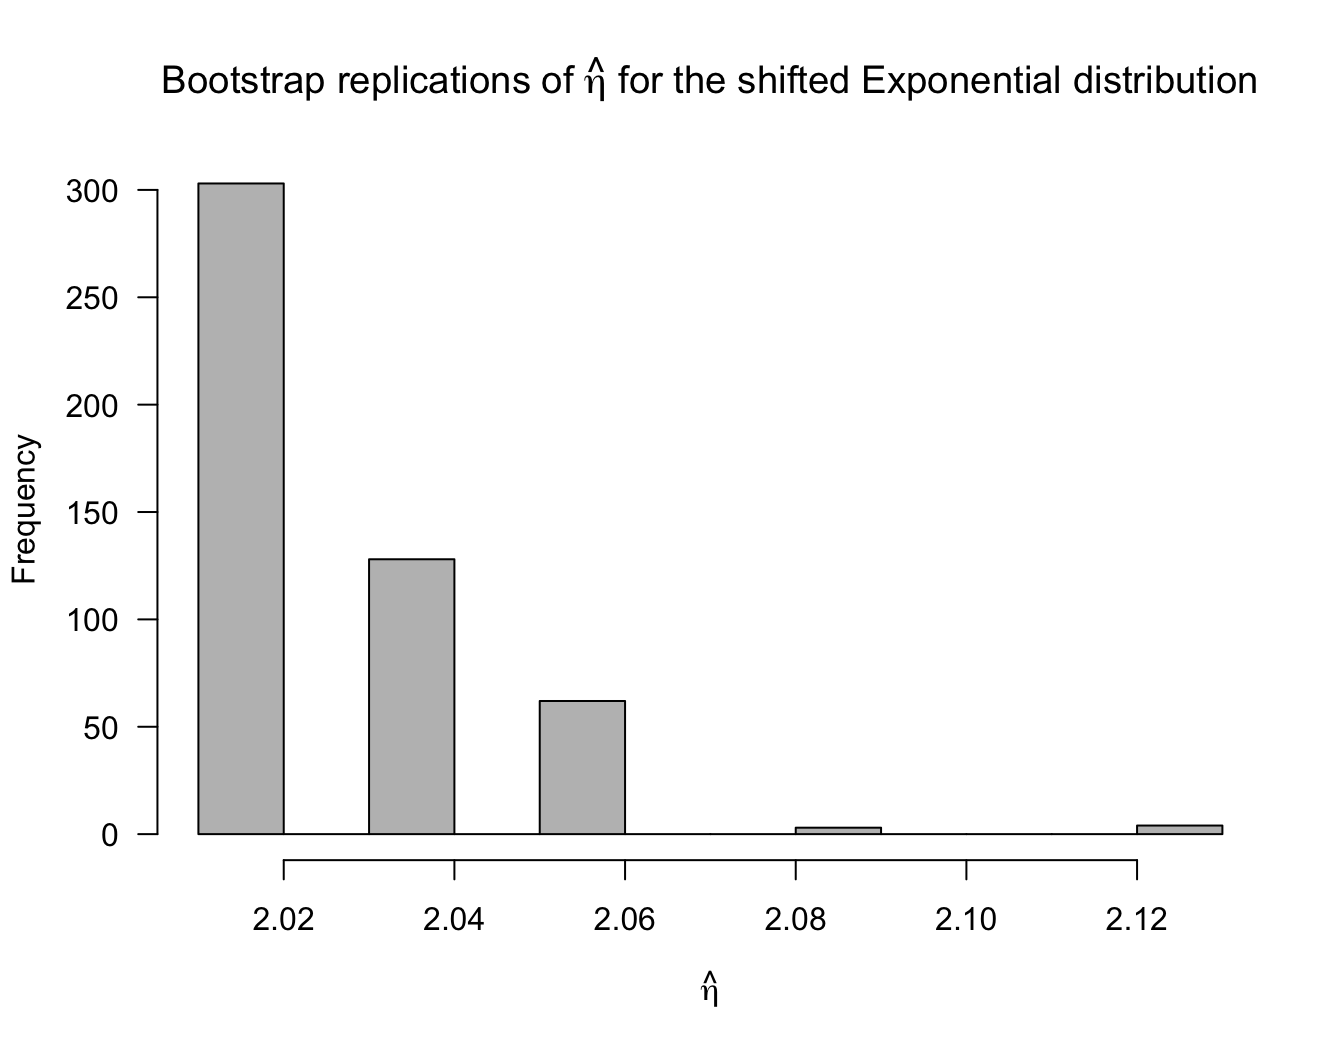 Bootstrap replications of η̂ for the shifted Exponential distribution
300
250
200
150
100
50
0
Frequency
2.02 2.04 2.06 2.08 2.10 2.12
η̂